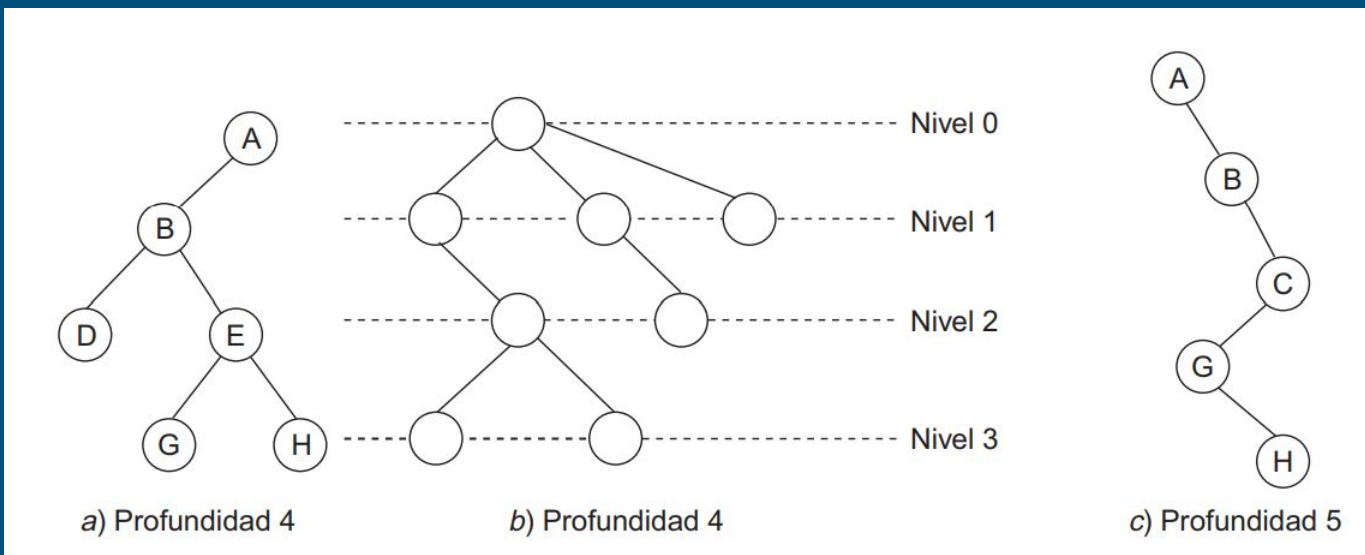 A
B
D
E
G
H
a) Profundidad 4
Nivel 0
Nivel 1
Nivel 2
Nivel 3
b) Profundidad 4
A
B
C
G
H
c) Profundidad 5